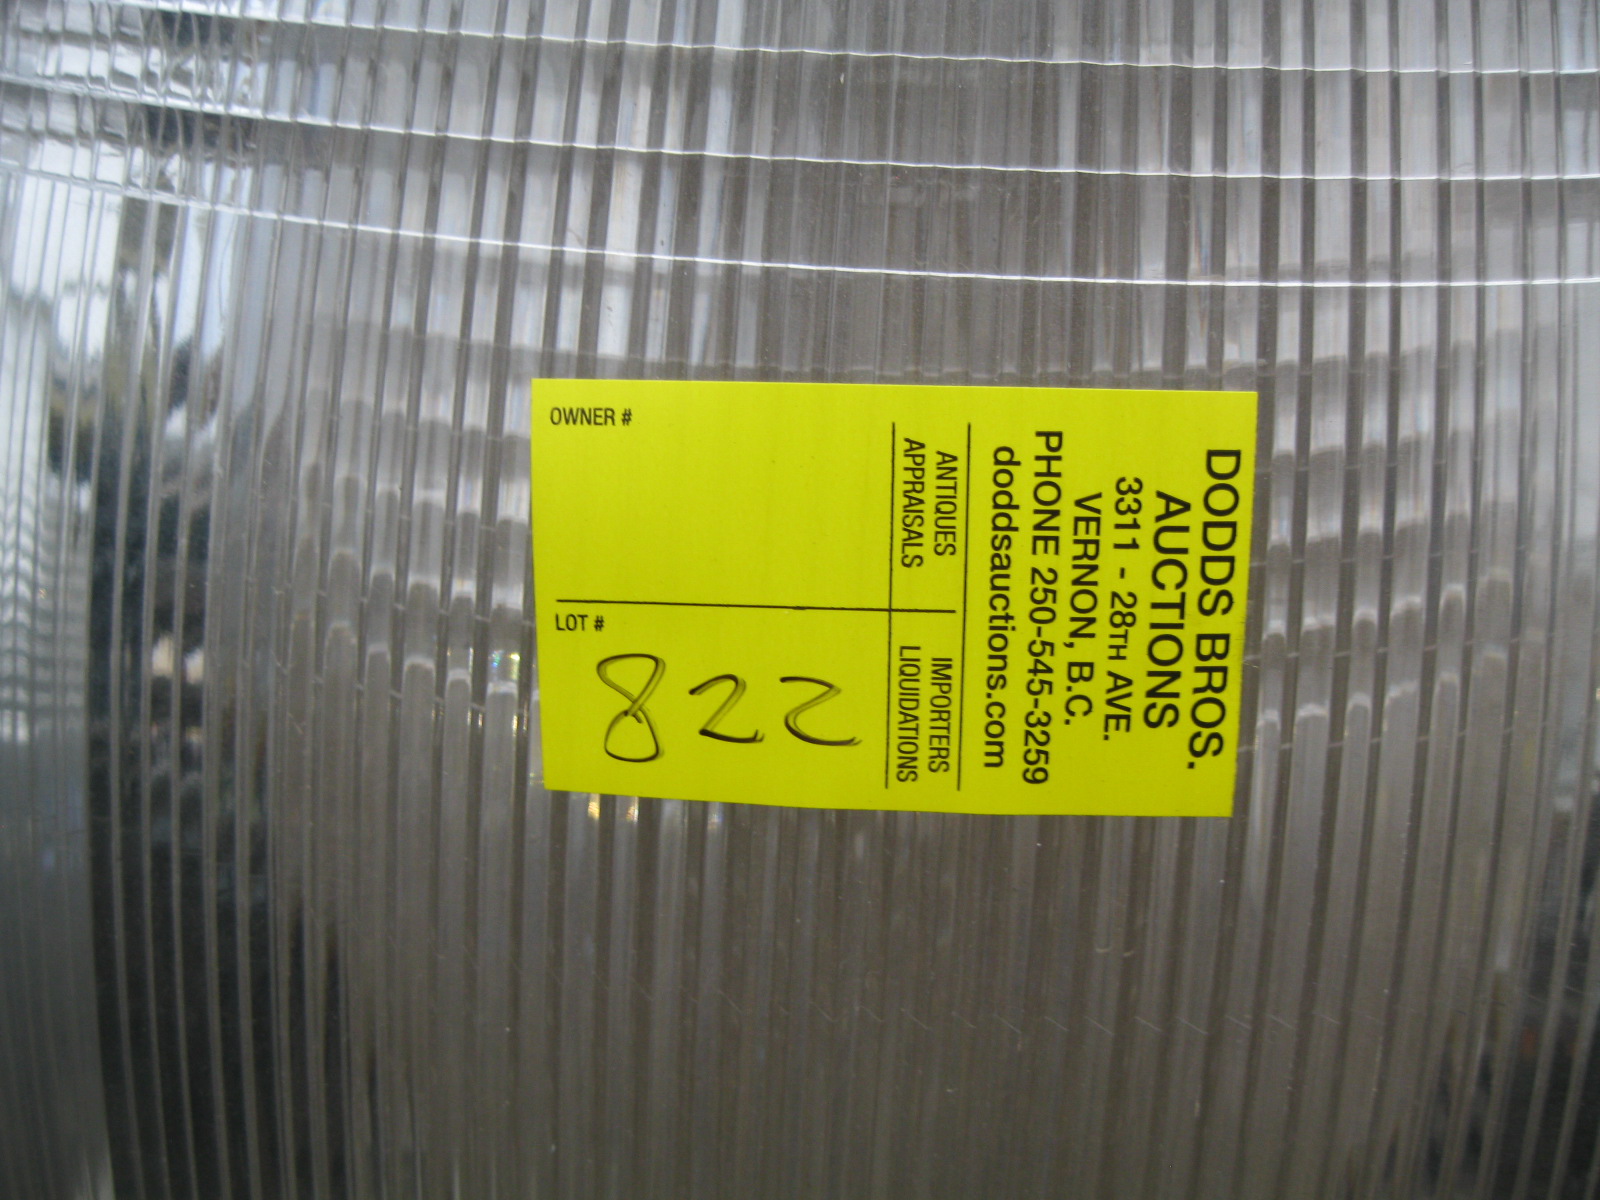 DODDS BROS.
AUCTIONS
3311 - 28TH AVE.
VERNON, B.C.
PHONE 250-545-3259
doddsauctions.com
ANTIQUES
APPRAISALS
IMPORTERS
LIQUIDATIONS
OWNER #
LOT #
822